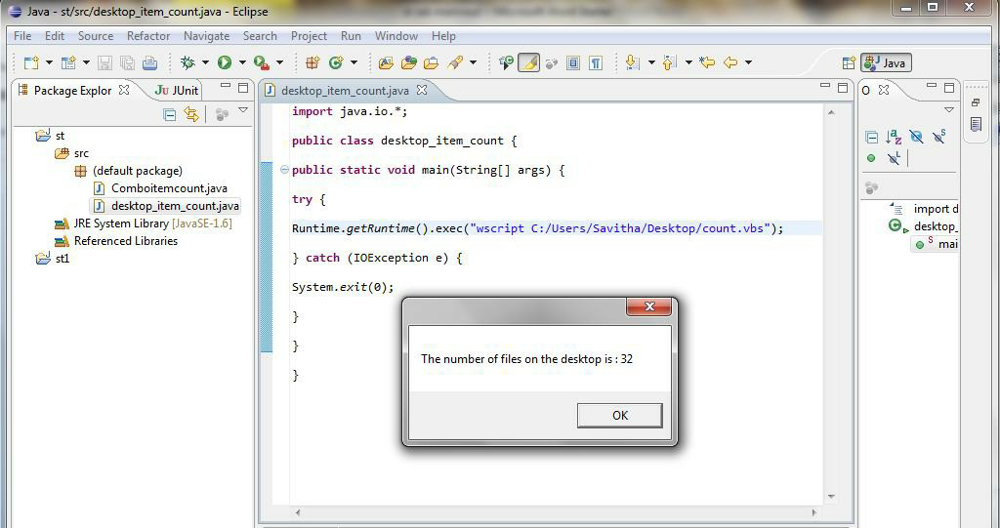 Java - st/src/desktop_item_count.java - Eclipse
File Edit Source Refactor Navigate Search Project Run Window Help
Java
Package Explor
JUnit
desktop_item_count.java
O
st
src
(default package)
Comboitemcount.java
desktop_item_count.java
JRE System Library [JavaSE-1.6]
Referenced Libraries
st1
import java.io.*;
public class desktop_item_count {
public static void main(String[] args) {
try {
Runtime.getRuntime().exec("wscript C:/Users/Savitha/Desktop/count.vbs");
} catch (IOException e) {
System.exit(0);
}
}
}
The number of files on the desktop is : 32
OK
import d
desktop_
mai